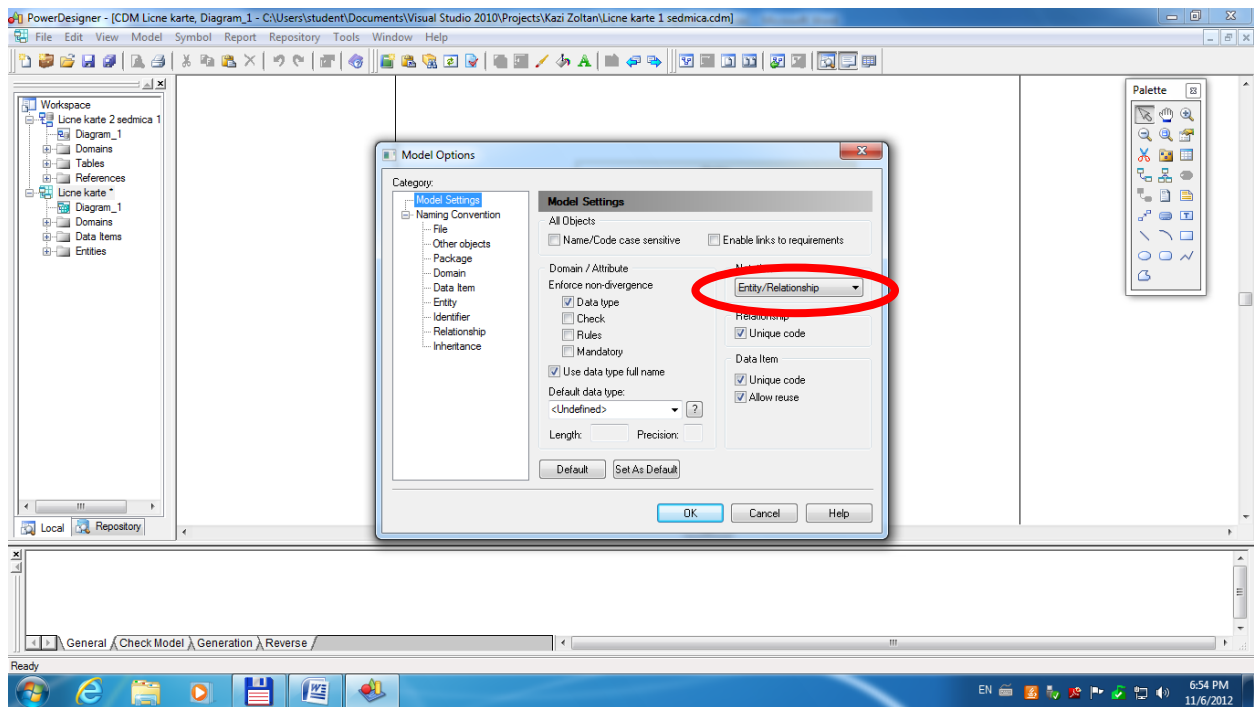 PowerDesigner - [CDM Licne karte, Diagram_1 - C:\Users\student\Documents\Visual Studio 2010\Projects\Kazi Zoltan\Licne karte 1 sedmica.cdm]
File Edit View Model Symbol Report Repository Tools Window Help
Workspace
Licne karte 2 sedmica 1
Diagram_1
Domains
Tables
References
Licne karte *
Diagram_1
Domains
Data Items
Entities
Local Repository
Palette
Model Options
Category:
Model Settings
Naming Convention
File
Other objects
Package
Domain
Data Item
Entity
Identifier
Relationship
Inheritance
Model Settings
All Objects
Name/Code case sensitive Enable links to requirements
Domain / Attribute
Enforce non-divergence
Data type
Check
Rules
Mandatory
Use data type full name
Default data type:
<Undefined> ?
Length: Precision:
Entity/Relationship
Relationship
Unique code
Data Item
Unique code
Allow reuse
Default Set As Default
OK Cancel Help
General Check Model Generation Reverse
Ready
EN 6:54 PM
11/6/2012